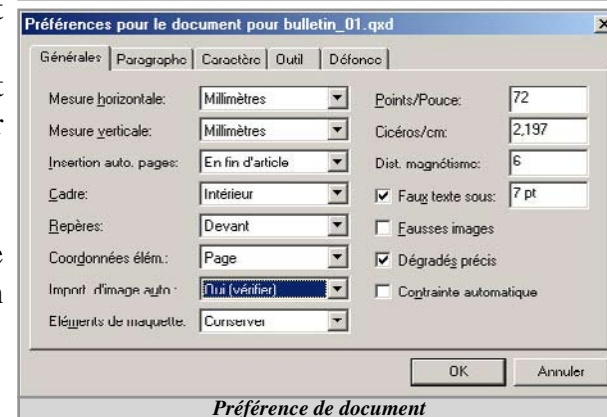 Préférences pour le document pour bulletin_01.qxd
Générales Paragraphe Caractère Outil Défonce
Mesure horizontale: Millimètres
Mesure verticale: Millimètres
Insertion auto. pages: En fin d'article
Cadre: Intérieur
Repères: Devant
Coordonnées élém.: Page
Import. d'image auto.: Oui (vérifier)
Eléments de maquette. Conserver
Points/Pouce: 72
Cicéros/cm: 2,197
Dist. magnétisme: 6
Faux texte sous: 7 pt
Fausses images
Dégradés précis
Contrainte automatique
OK Annuler
Préférence de document